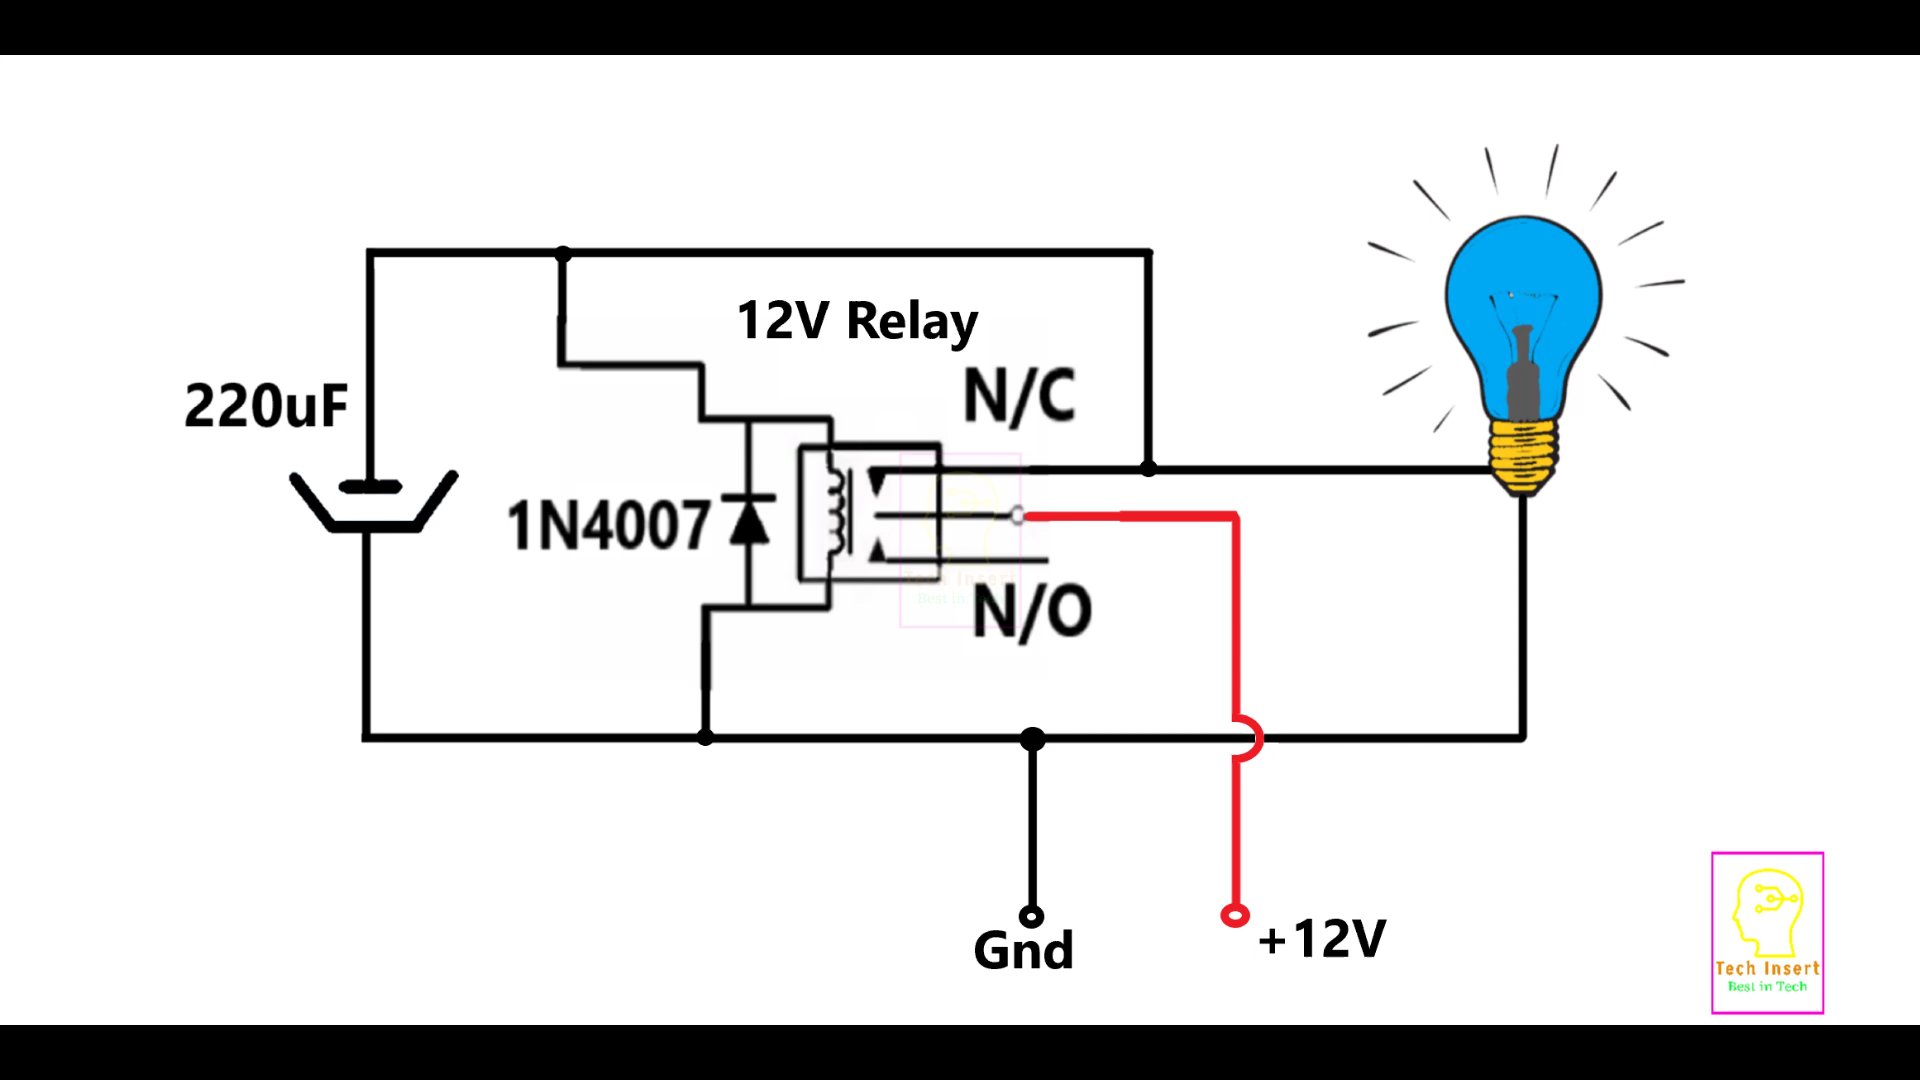 12V Relay
N/C
220uF
1N4007
N/O
Gnd
+12V
Tech Insert
Best in Tech